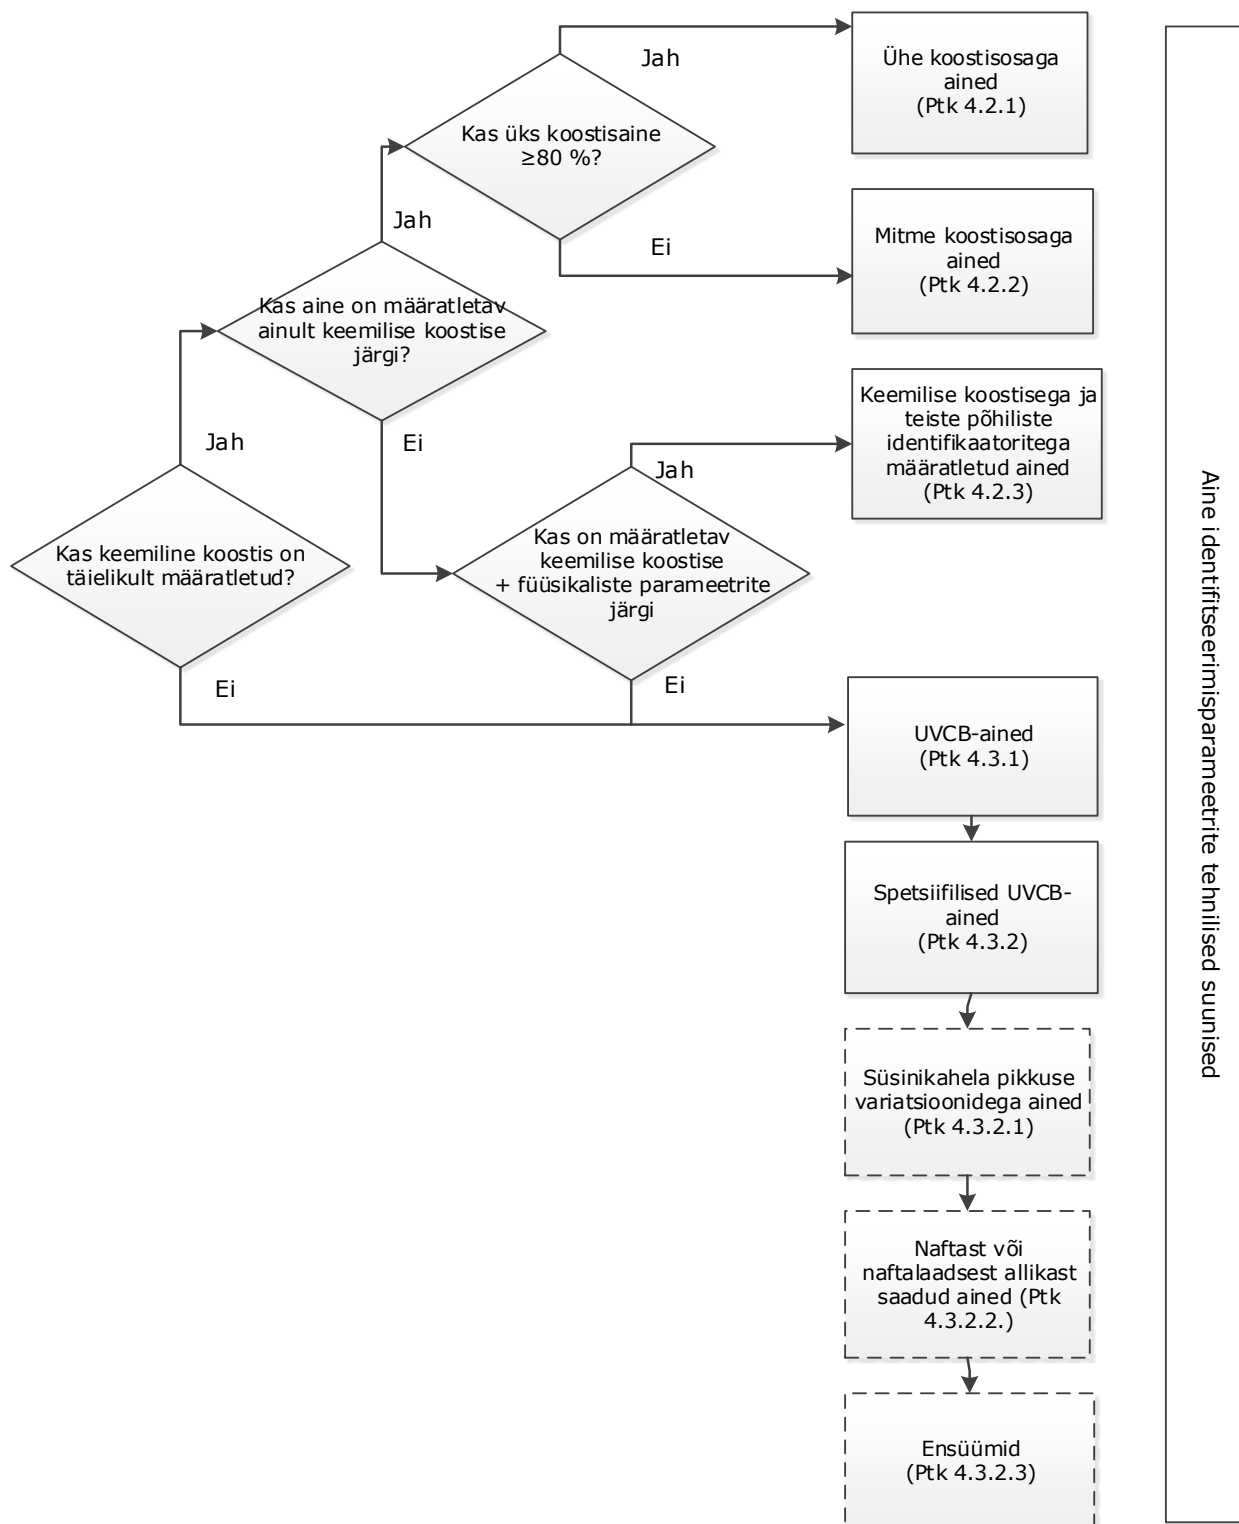 Jah
Ühe koostisosaga
ained
(Ptk 4.2.1)
Kas üks koostisaine
≥80 %?
Jah
Ei
Mitme koostisosaga
ained
(Ptk 4.2.2)
Kas aine on määratletav
ainult keemilise koostise
järgi?
Jah
Ei
Keemilise koostisega ja
teiste põhiliste
identifikaatoritega
määratletud ained
(Ptk 4.2.3)
Jah
Kas keemiline koostis on
täielikult määratletud?
Kas on määratletav
keemilise koostise
+ füüsikaliste parameetrite
järgi
Ei
Ei
UVCB-ained
(Ptk 4.3.1)
Spetsiifilised UVCB-
ained
(Ptk 4.3.2)
Süsinikahela pikkuse
variatsioonidega ained
(Ptk 4.3.2.1)
Naftast või
naftalaadsest allikast
saadud ained (Ptk
4.3.2.2.)
Ensüümid
(Ptk 4.3.2.3)
Aine identifitseerimisparameetrite tehnilised suunised